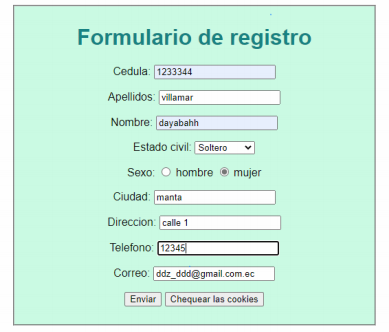 Formulario de registro
Cedula: 1233344
Apellidos: villamar
Nombre: dayabahh
Estado civil: Soltero
Sexo: hombre mujer
Ciudad: manta
Direccion: calle 1
Telefono: 12345
Correo: ddz_ddd@gmail.com.ec
Enviar Chequear las cookies